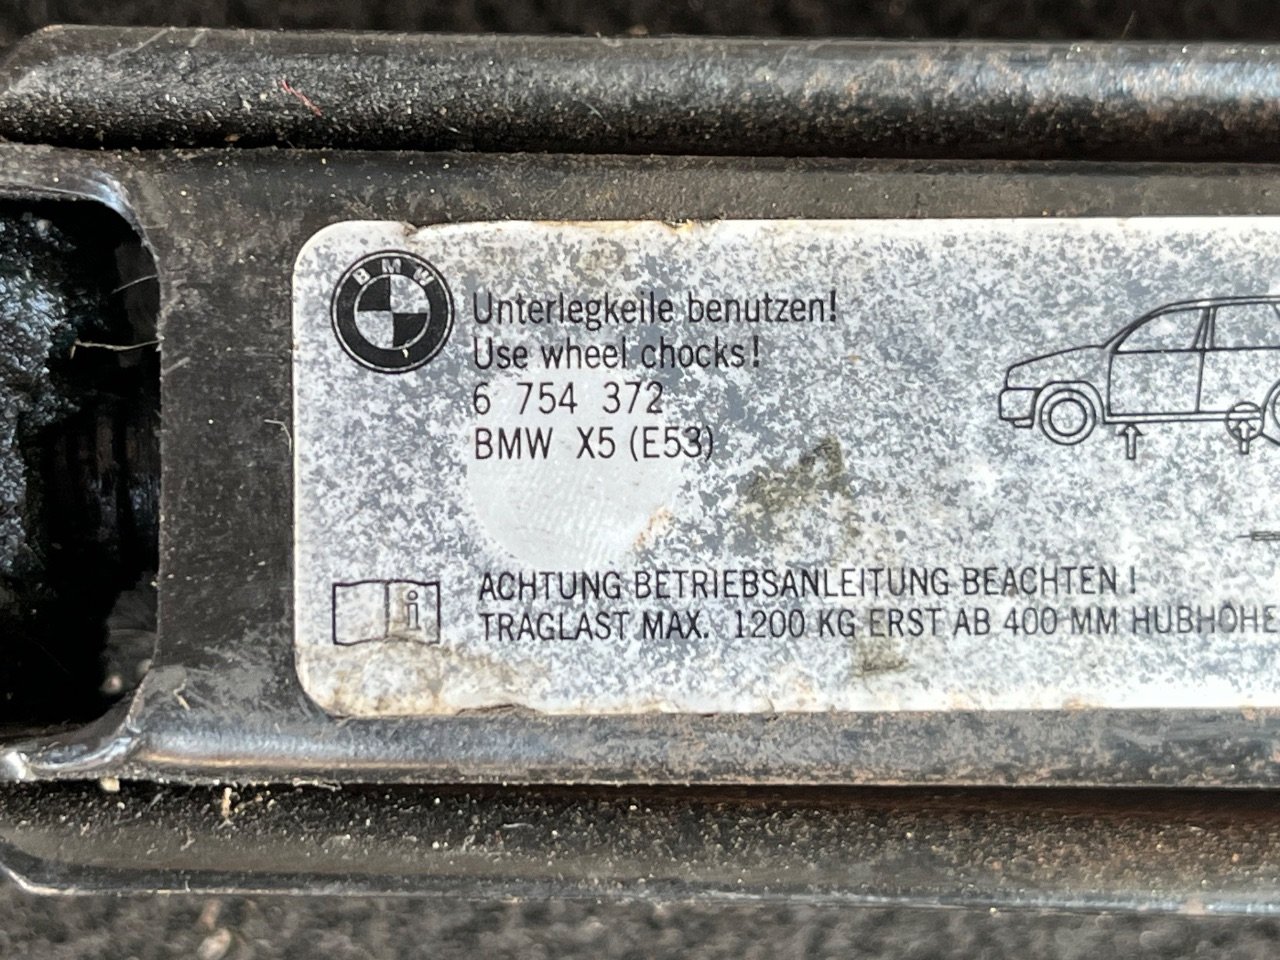 BMW
Unterlegkeile benutzen!
Use wheel chocks!
6 754 372
BMW X5 (E53)
i
ACHTUNG BETRIEBSANLEITUNG BEACHTEN!
TRAGLAST MAX. 1200 KG ERST AB 400 MM HUBHÖHE